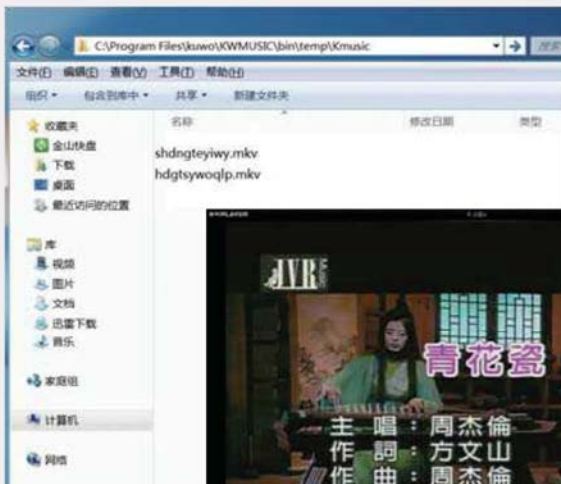 C:\Program Files\kuwo\KWMUSIC\bin\temp\Kmusic
文件(F) 编辑(E) 查看(V) 工具(T) 帮助(H)
组织 包含到库中 共享 新建文件夹
收藏夹
金山快盘
下载
桌面
最近访问的位置
库
视频
图片
文档
迅雷下载
音乐
家庭组
计算机
网络
名称 修改日期 类型
shdngteyiwy.mkv
hdgtsywoqlp.mkv
JVR Music
青花瓷
主唱:周杰倫
作詞:方文山
作曲:周杰倫